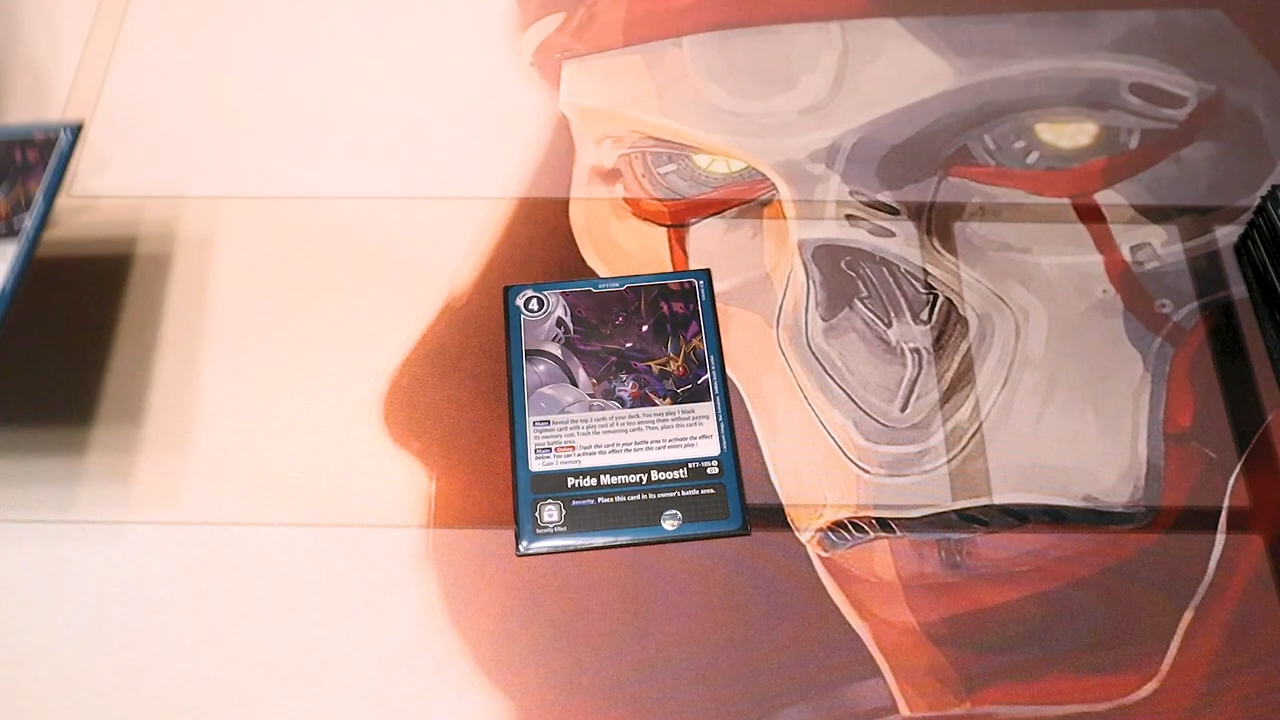 OPTION
4
Main Reveal the top 3 cards of your deck. You may play 1 black
Digimon card with a play cost of 4 or less among them without paying
its memory cost. Trash the remaining cards. Then, place this card in
your battle area.
Main Delay (Trash this card in your battle area to activate the effect
below. You can't activate this effect the turn this card enters play.)
· Gain 2 memory.
BT7-105 U
Pride Memory Boost!
Security Place this card in its owner's battle area.
Security Effect